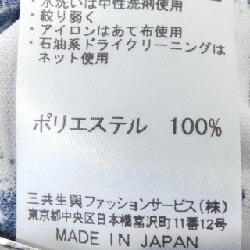 ・水洗いは中性洗剤使用
・絞り弱く
・アイロンはあて布使用
・石油系ドライクリーニングは
ネット使用
ポリエステル 100%
三共生興ファッションサービス(株)
東京都中央区日本橋富沢町11番12号
MADE IN JAPAN